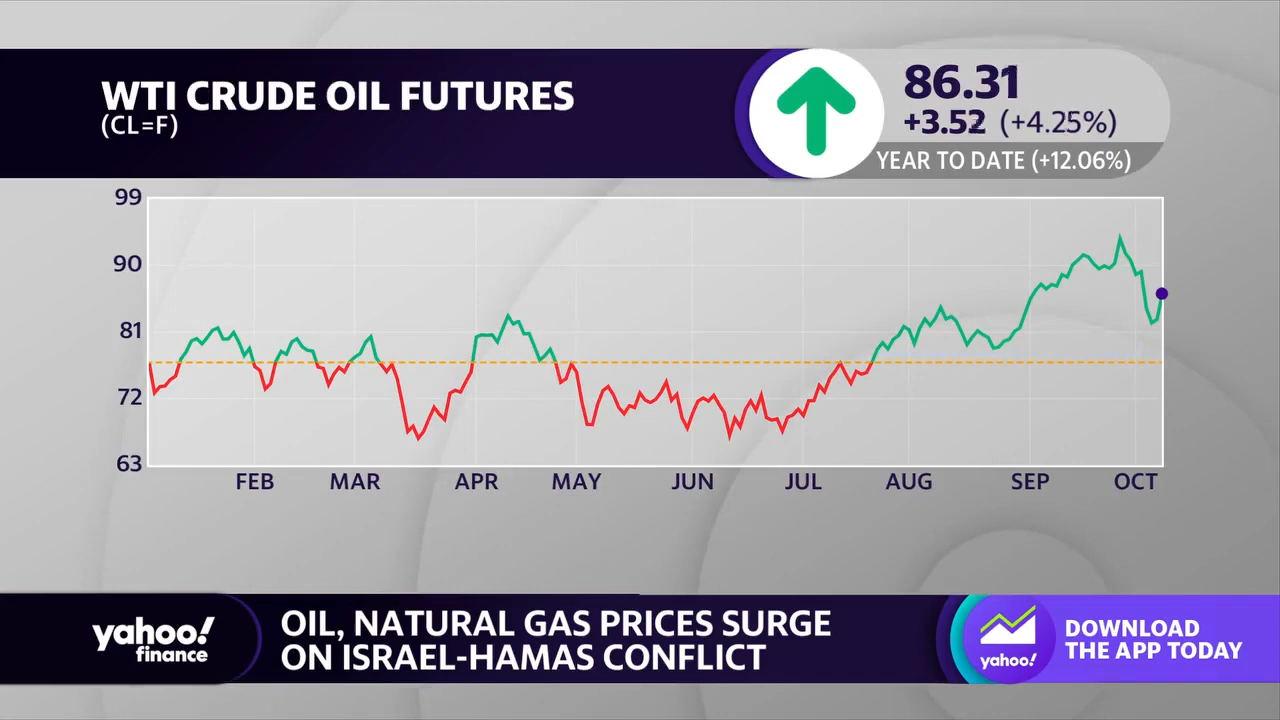 WTI CRUDE OIL FUTURES
(CL=F)
86.31
+3.52 (+4.25%)
YEAR TO DATE (+12.06%)
99
90
81
72
63
FEB MAR APR MAY JUN JUL AUG SEP OCT
yahoo!
finance
OIL, NATURAL GAS PRICES SURGE
ON ISRAEL-HAMAS CONFLICT
yahoo!
DOWNLOAD
THE APP TODAY